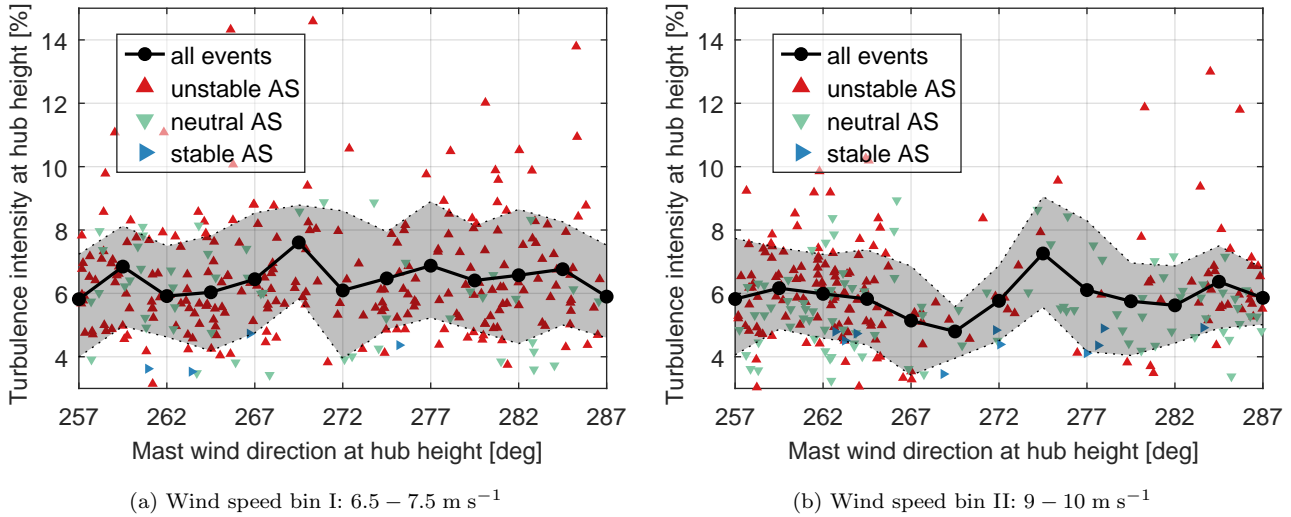 Turbulence intensity at hub height [%]
14
12
10
8
6
4
all events
unstable AS
neutral AS
stable AS
257 262 267 272 277 282 287
Mast wind direction at hub height [deg]
(a) Wind speed bin I: 6.5 – 7.5 m s⁻¹
Turbulence intensity at hub height [%]
14
12
10
8
6
4
all events
unstable AS
neutral AS
stable AS
257 262 267 272 277 282 287
Mast wind direction at hub height [deg]
(b) Wind speed bin II: 9 – 10 m s⁻¹